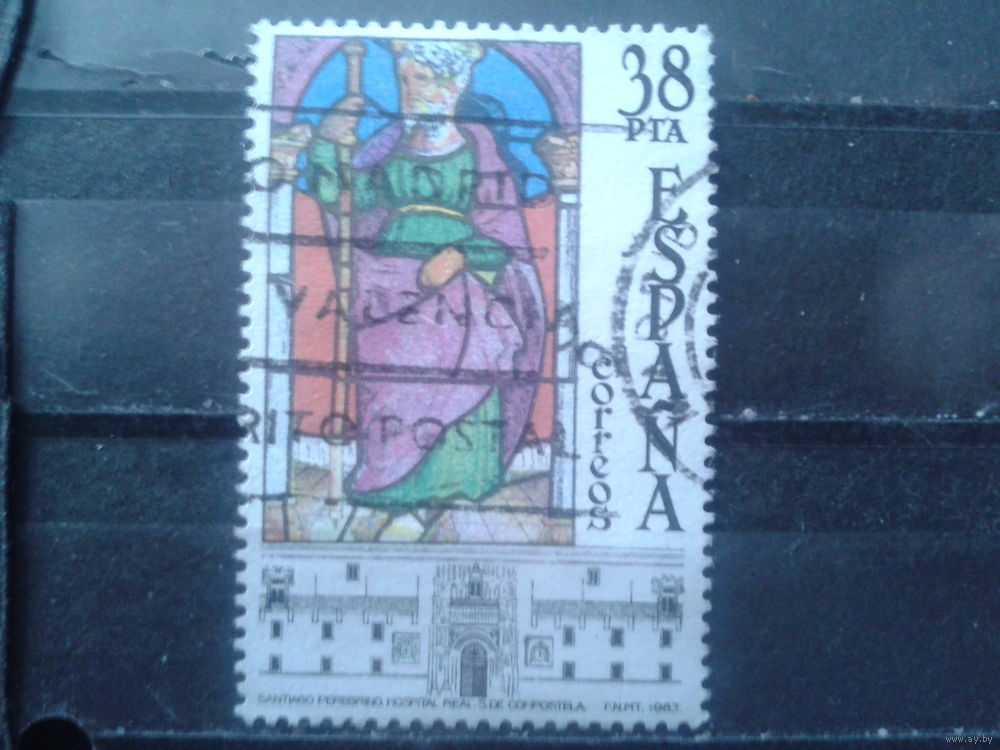 38
PTA
ESPAÑA
Correos
VALENCIA
SANTIAGO PEREGRINO HOSPITAL REAL. S. DE COMPOSTELA. F.N.M.T. 1983.
www.ay.by